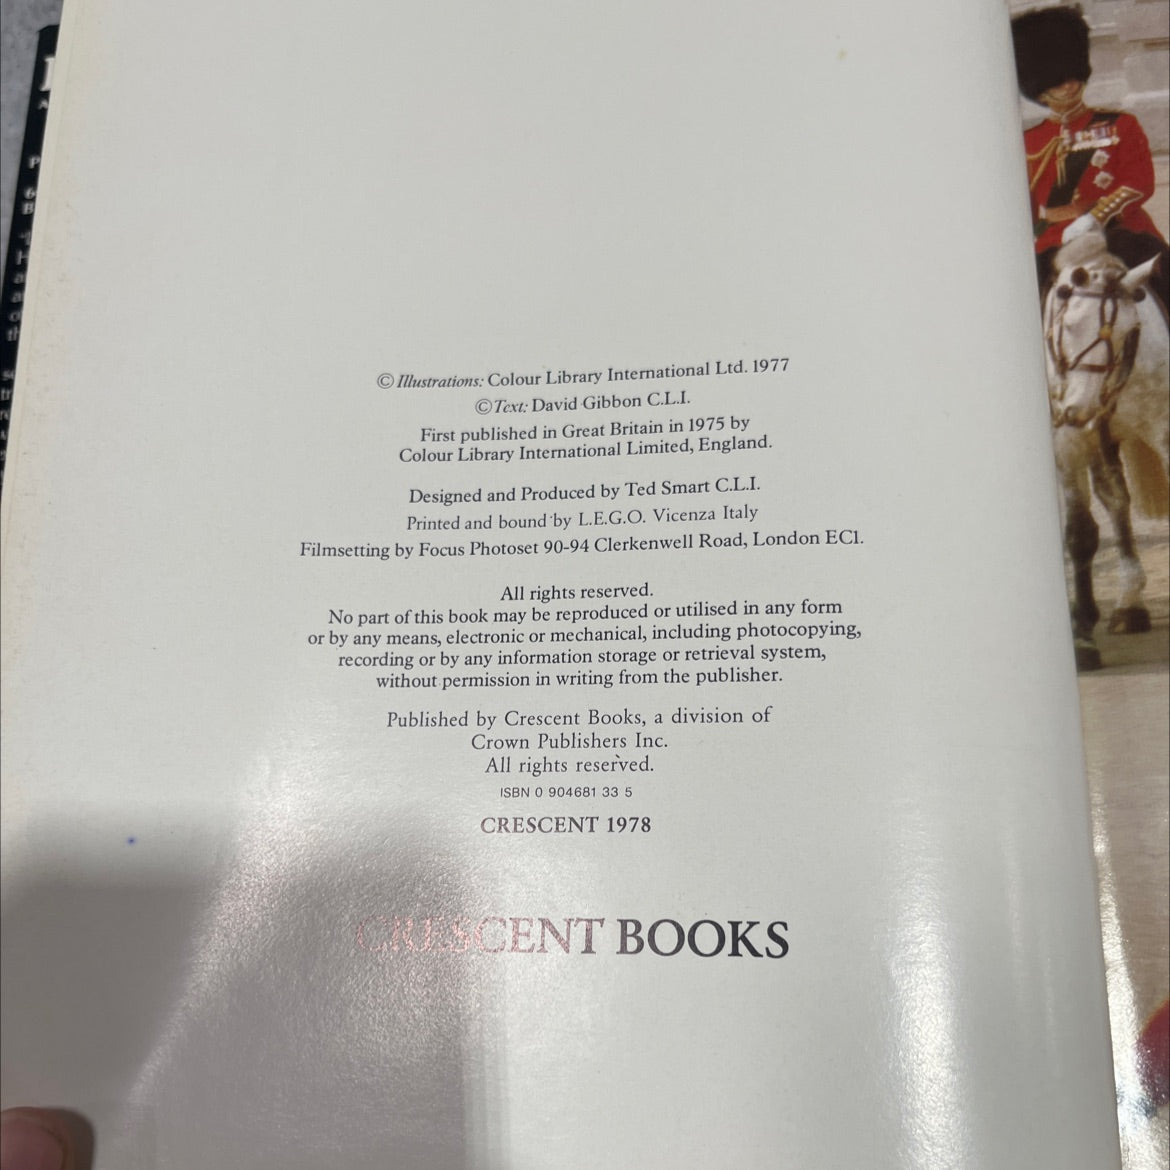 © Illustrations: Colour Library International Ltd. 1977
© Text: David Gibbon C.L.I.
First published in Great Britain in 1975 by
Colour Library International Limited, England.
Designed and Produced by Ted Smart C.L.I.
Printed and bound by L.E.G.O. Vicenza Italy
Filmsetting by Focus Photoset 90-94 Clerkenwell Road, London EC1.
All rights reserved.
No part of this book may be reproduced or utilised in any form
or by any means, electronic or mechanical, including photocopying,
recording or by any information storage or retrieval system,
without permission in writing from the publisher.
Published by Crescent Books, a division of
Crown Publishers Inc.
All rights reserved.
ISBN 0 904681 33 5
CRESCENT 1978
CRESCENT BOOKS